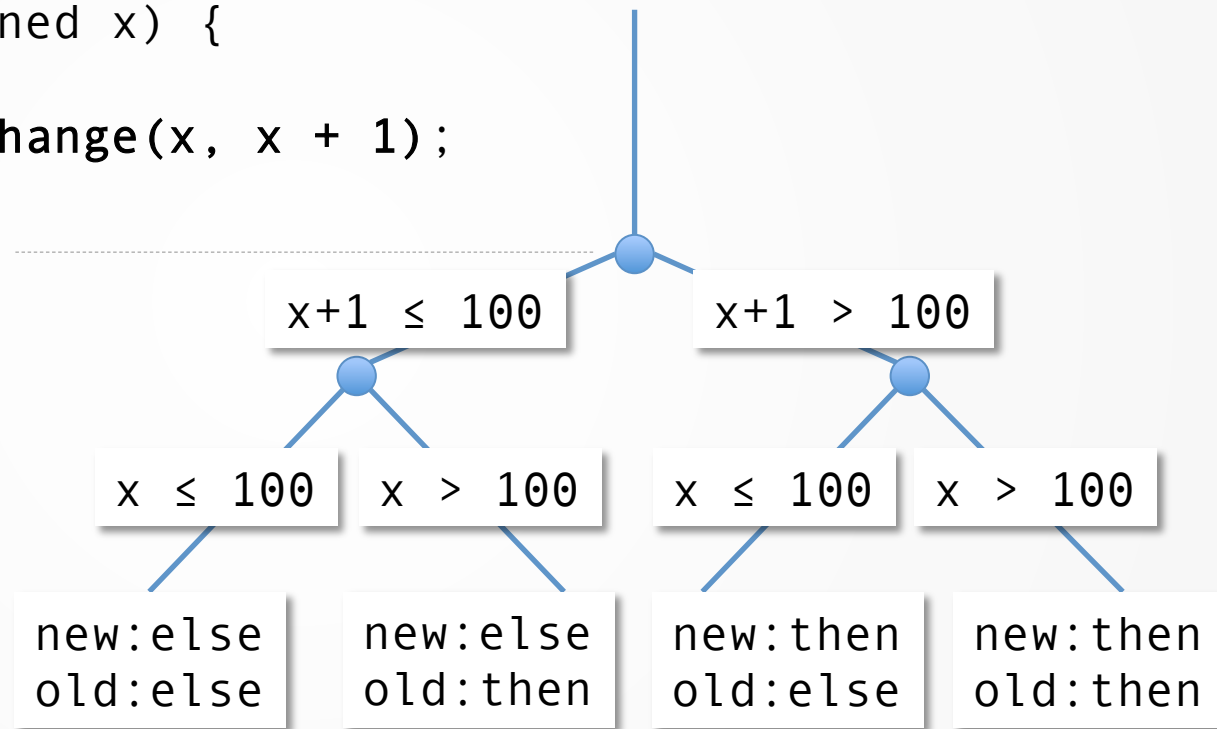 ned x) {
hange(x, x + 1);
x+1 ≤ 100
x+1 > 100
x ≤ 100
x > 100
x ≤ 100
x > 100
new:else
old:else
new:else
old:then
new:then
old:else
new:then
old:then